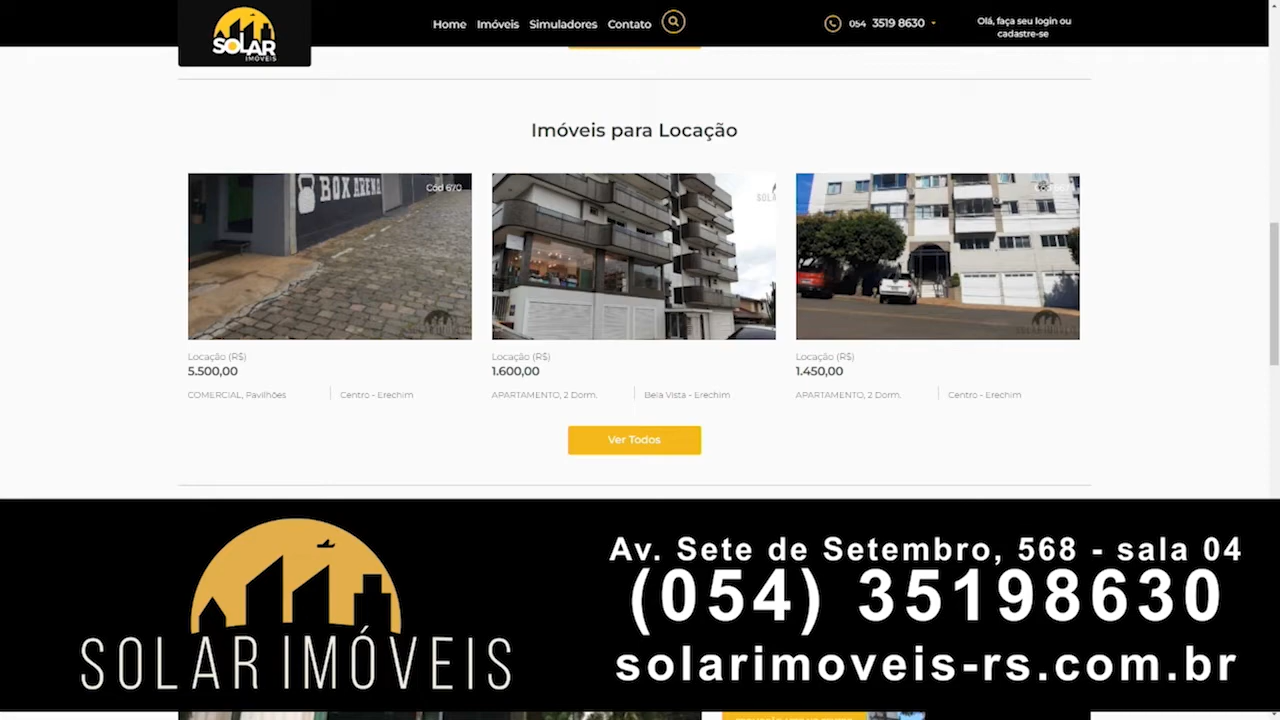 SOLAR
IMÓVEIS
Home Imóveis Simuladores Contato
054 3519 8630
Olá, faça seu login ou
cadastre-se
Imóveis para Locação
BOX ARENA
Cód 670
SOLA
Locação (R$)
5.500,00
COMERCIAL, Pavilhões
Centro - Erechim
Locação (R$)
1.600,00
APARTAMENTO, 2 Dorm.
Bela Vista - Erechim
Locação (R$)
1.450,00
APARTAMENTO, 2 Dorm.
Centro - Erechim
Ver Todos
SOLAR IMÓVEIS
Av. Sete de Setembro, 568 - sala 04
(054) 35198630
solarimoveis-rs.com.br